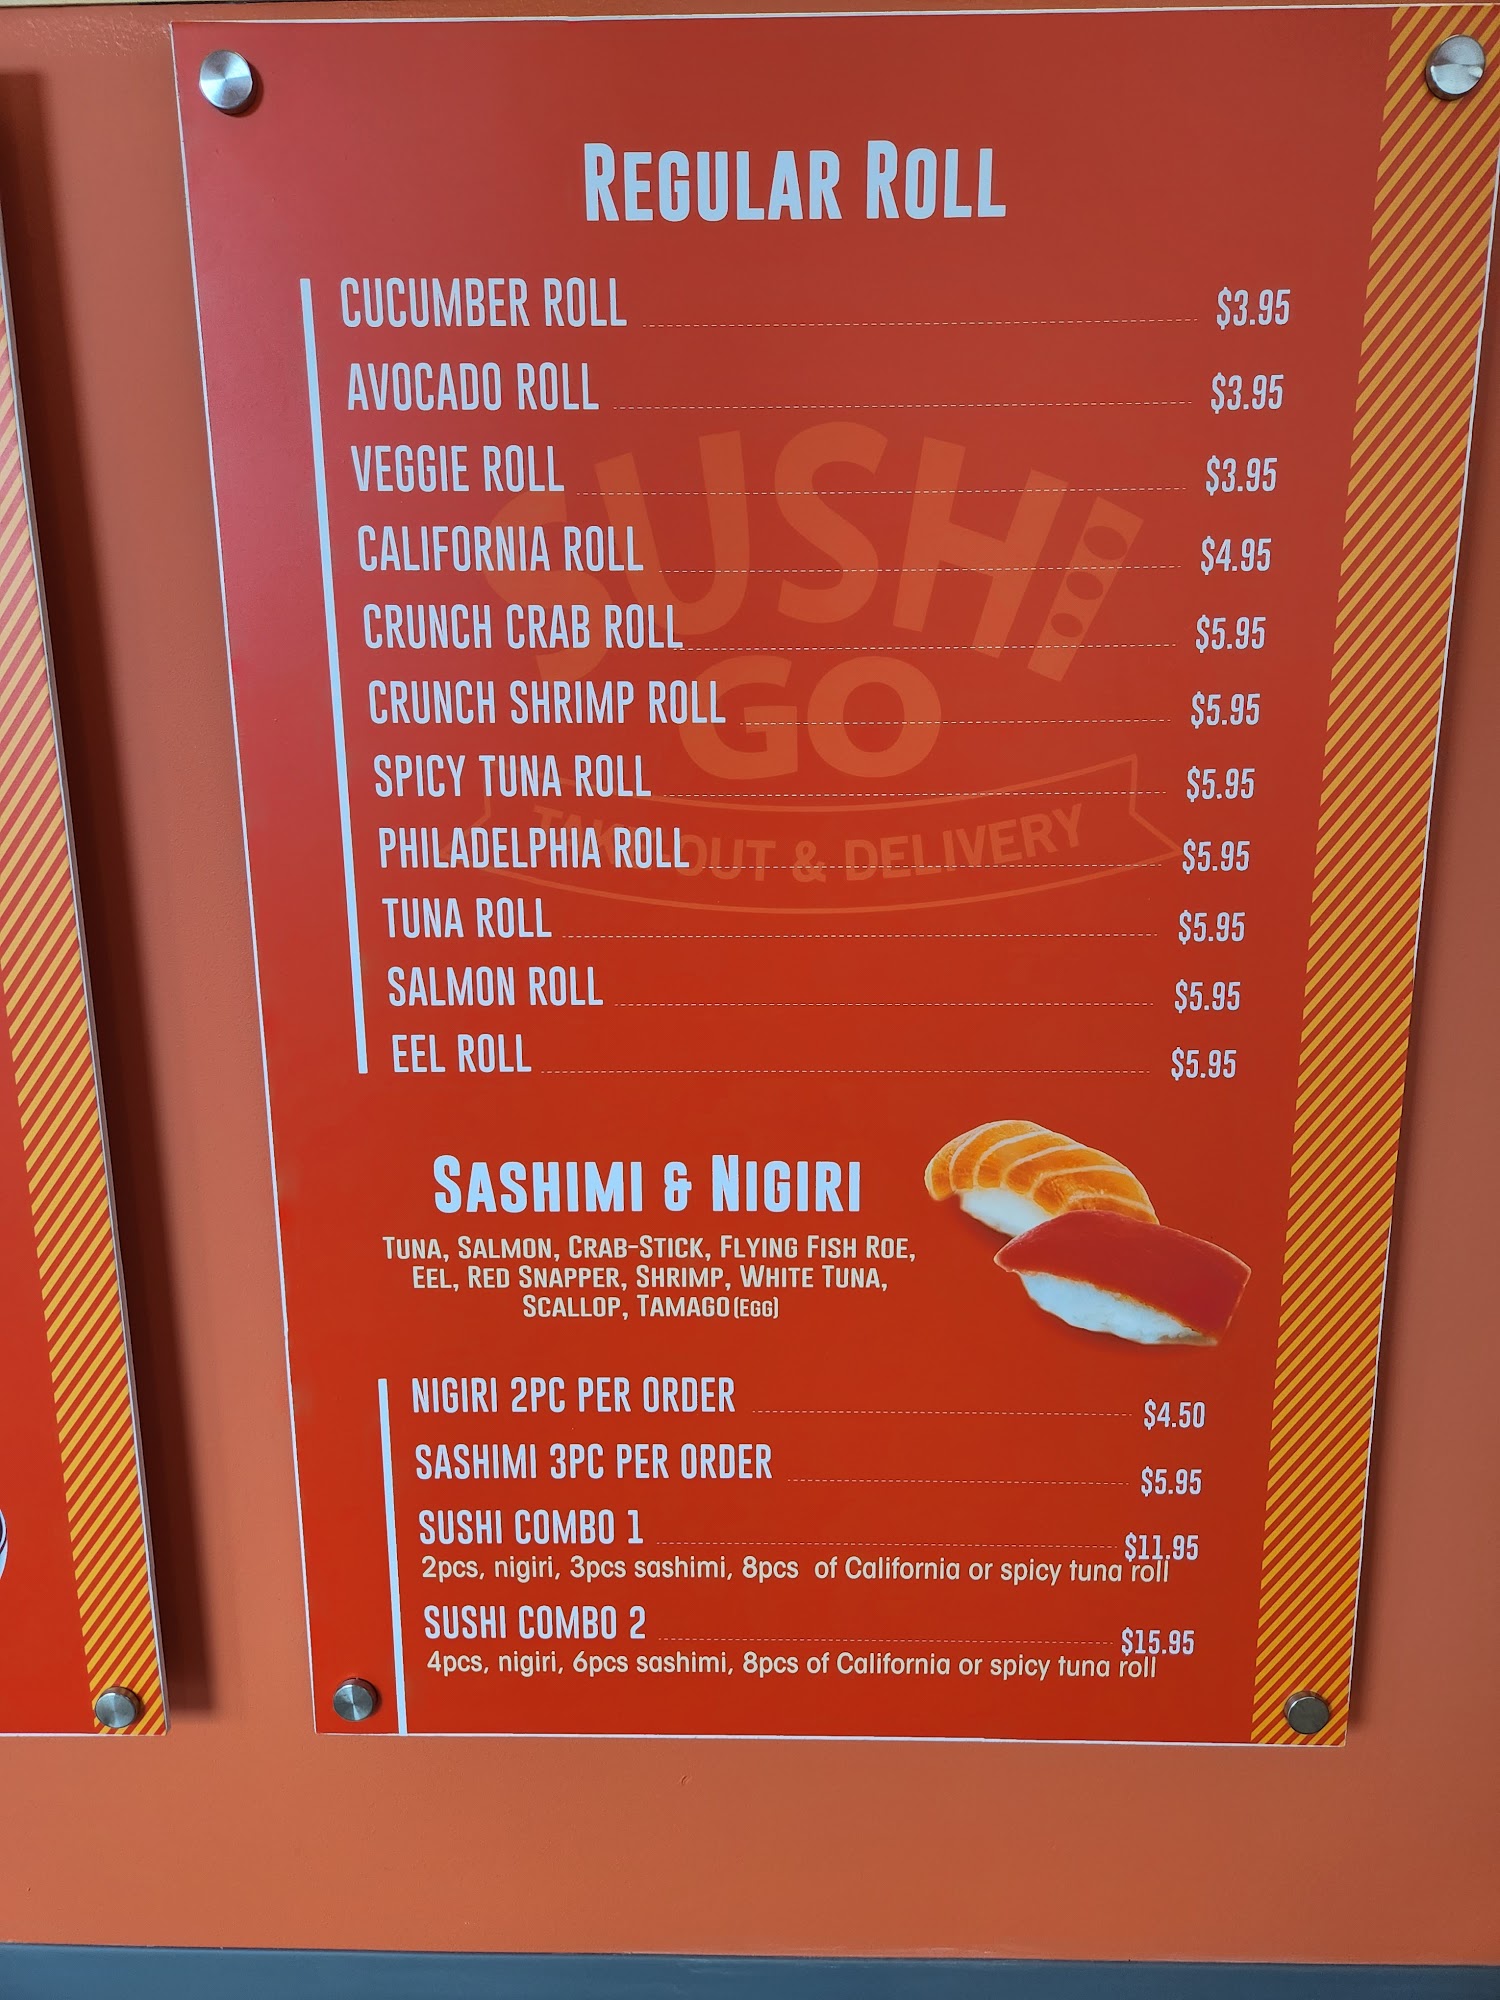 REGULAR ROLL
CUCUMBER ROLL $3.95
AVOCADO ROLL $3.95
VEGGIE ROLL $3.95
CALIFORNIA ROLL $4.95
CRUNCH CRAB ROLL $5.95
CRUNCH SHRIMP ROLL $5.95
SPICY TUNA ROLL $5.95
PHILADELPHIA ROLL $5.95
TUNA ROLL $5.95
SALMON ROLL $5.95
EEL ROLL $5.95
SUSHI
GO
TAKE OUT & DELIVERY
SASHIMI & NIGIRI
TUNA, SALMON, CRAB-STICK, FLYING FISH ROE,
EEL, RED SNAPPER, SHRIMP, WHITE TUNA,
SCALLOP, TAMAGO(EGG)
NIGIRI 2PC PER ORDER $4.50
SASHIMI 3PC PER ORDER $5.95
SUSHI COMBO 1 $11.95
2pcs, nigiri, 3pcs sashimi, 8pcs of California or spicy tuna roll
SUSHI COMBO 2 $15.95
4pcs, nigiri, 6pcs sashimi, 8pcs of California or spicy tuna roll